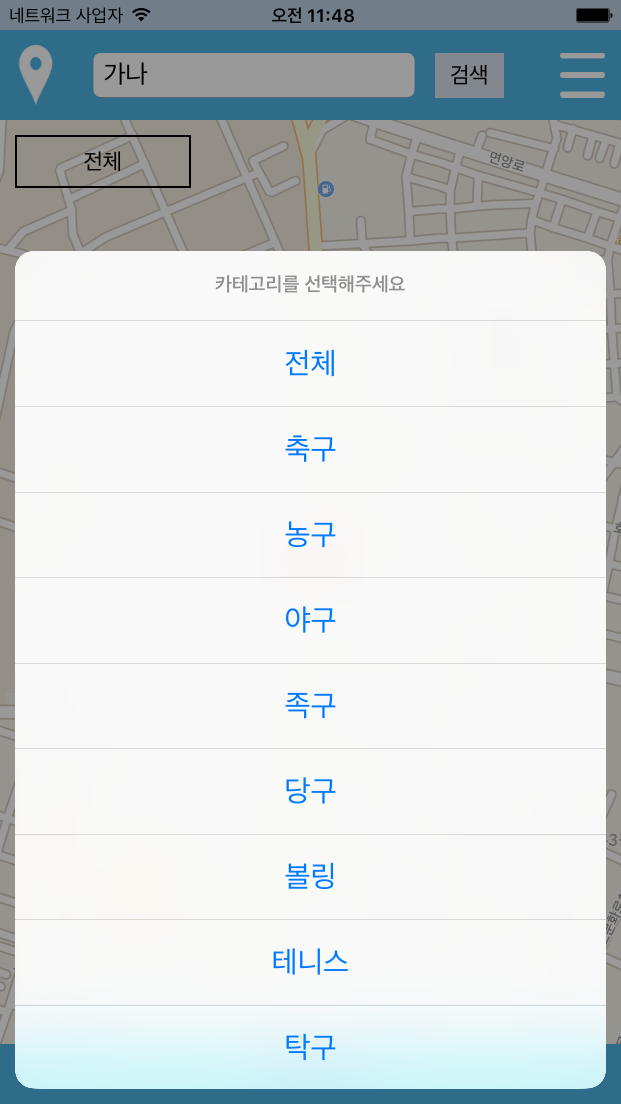 네트워크 사업자 오전 11:48
가나 검색
전체
면양로
카테고리를 선택해주세요
전체
축구
농구
야구
족구
당구
볼링
테니스
탁구